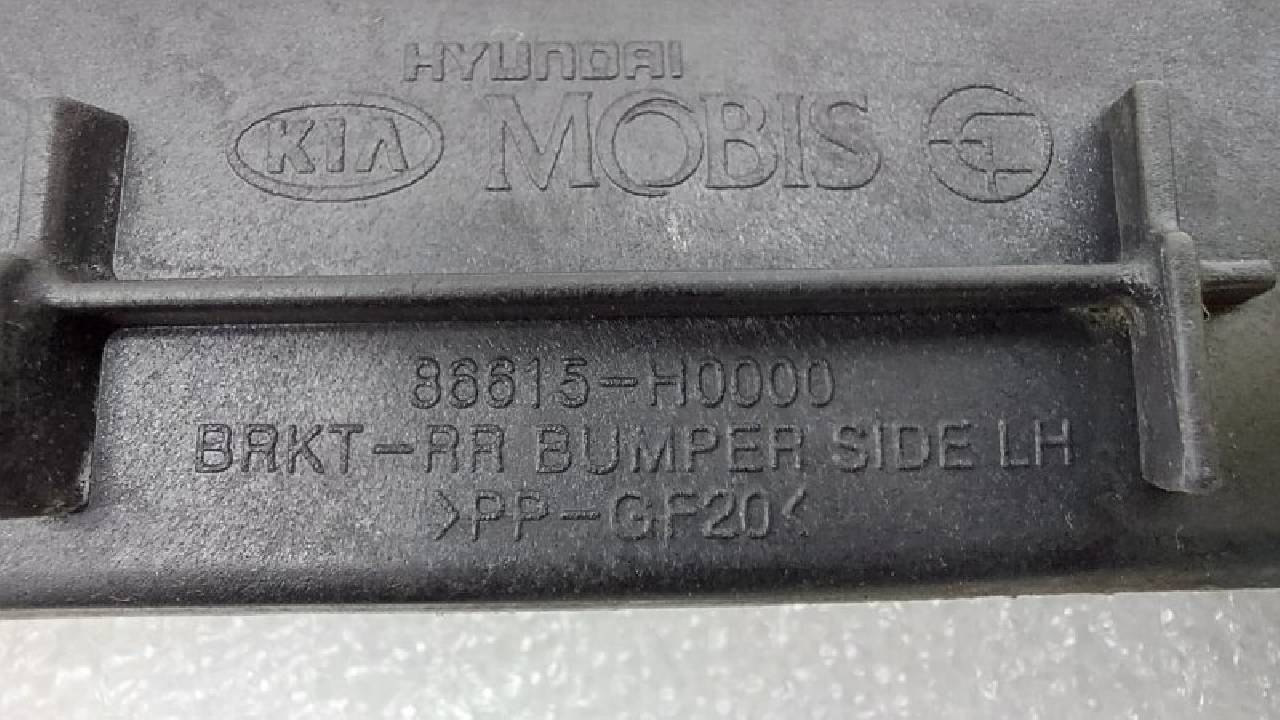 HYUNDAI
KIA MOBIS
86615-H0000
BRKT-RR BUMPER SIDE LH
>PP-GF20<